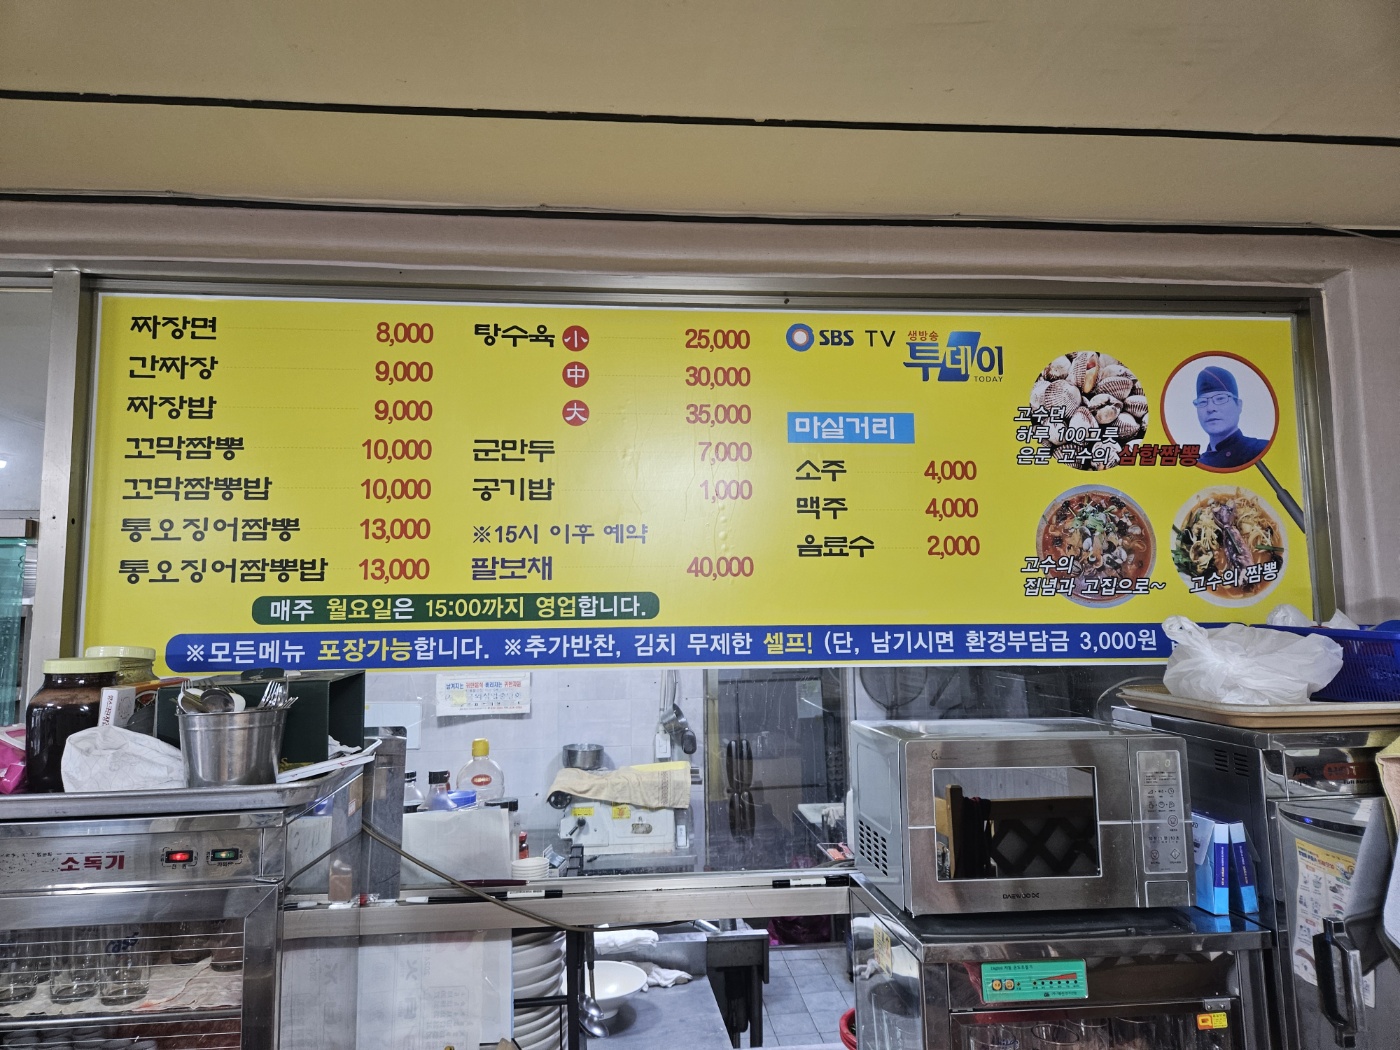 짜장면 8,000
간짜장 9,000
짜장밥 9,000
꼬막짬뽕 10,000
꼬막짬뽕밥 10,000
통오징어짬뽕 13,000
통오징어짬뽕밥 13,000
탕수육 小 25,000
中 30,000
大 35,000
군만두 7,000
공기밥 1,000
※15시 이후 예약
팔보채 40,000
SBS TV 생방송 투데이
TODAY
마실거리
소주 4,000
맥주 4,000
음료수 2,000
고수면
하루 100그릇
은둔 고수의 삼합짬뽕
고수의
집념과 고집으로~
고수의 짬뽕
매주 월요일은 15:00까지 영업합니다.
※모든메뉴 포장가능합니다. ※추가반찬, 김치 무제한 셀프! (단, 남기시면 환경부담금 3,000원
소독기
DAEWOO